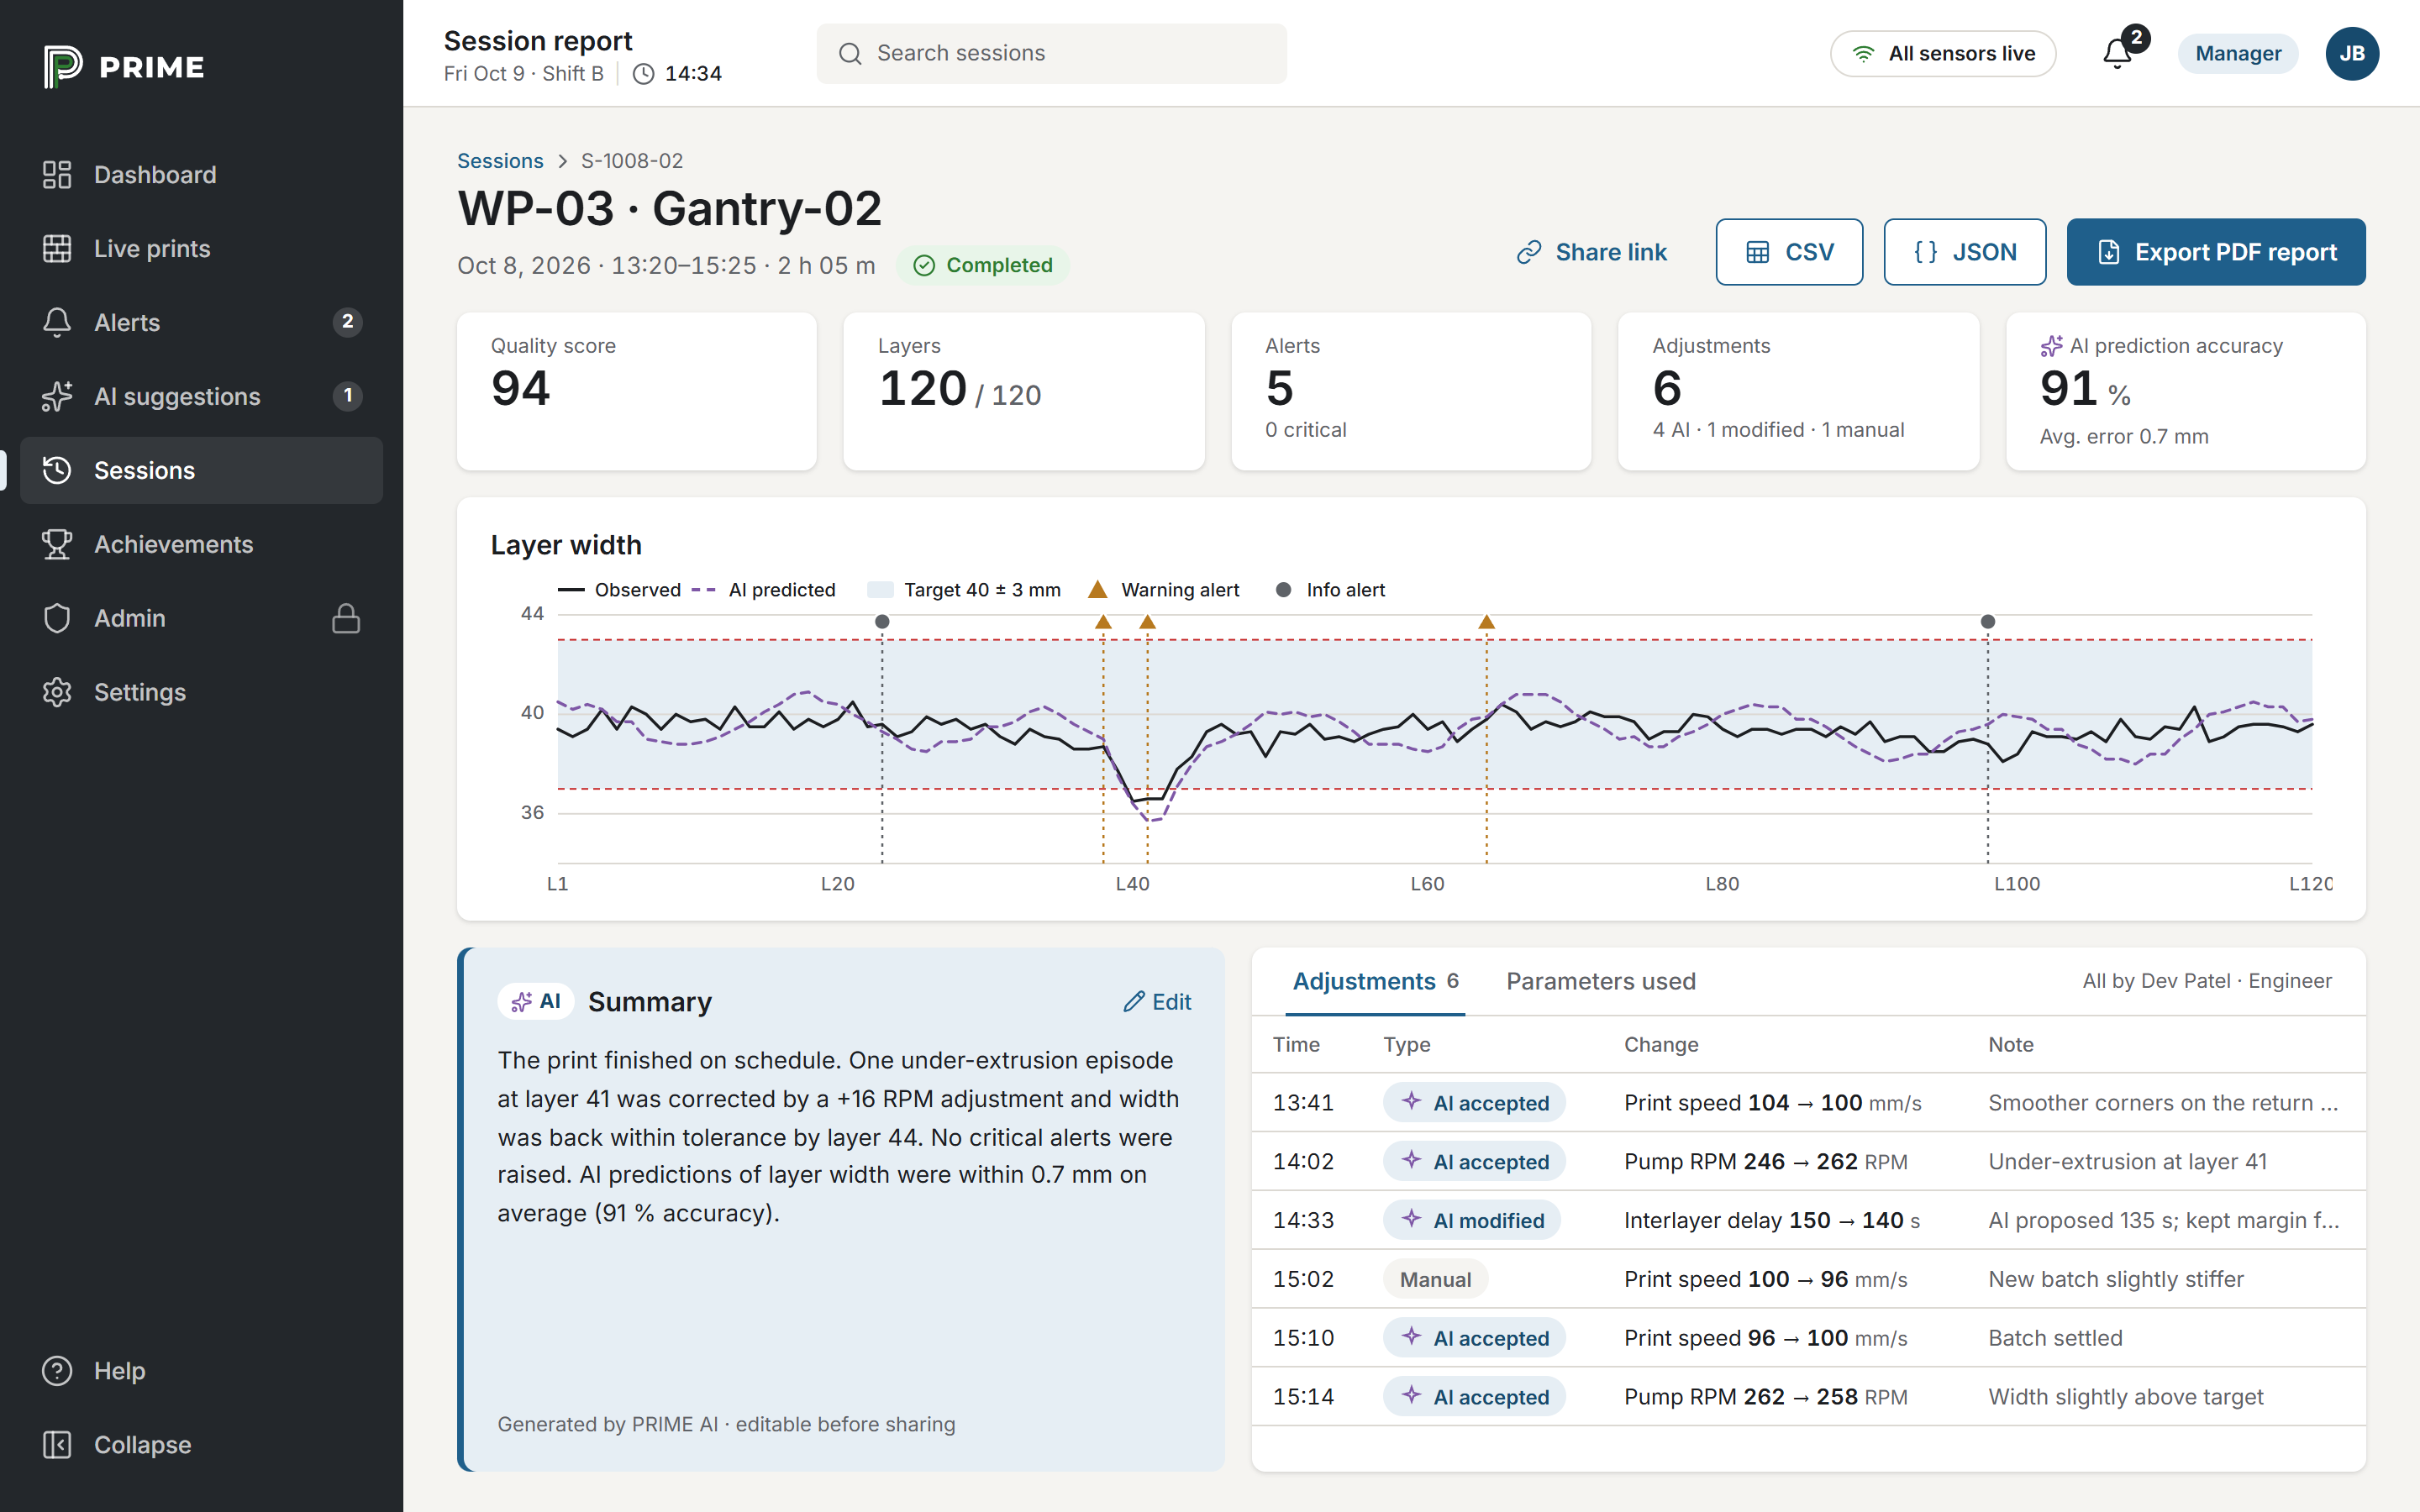 PRIME
Dashboard
Live prints
Alerts 2
AI suggestions 1
Sessions
Achievements
Admin
Settings
Help
Collapse
Session report
Fri Oct 9 · Shift B 14:34
Search sessions
All sensors live
2
Manager
JB
Sessions > S-1008-02
WP-03 · Gantry-02
Oct 8, 2026 · 13:20–15:25 · 2 h 05 m Completed
Share link
CSV
{ } JSON
Export PDF report
Quality score
94
Layers
120 / 120
Alerts
5
0 critical
Adjustments
6
4 AI · 1 modified · 1 manual
AI prediction accuracy
91 %
Avg. error 0.7 mm
Layer width
Observed AI predicted Target 40 ± 3 mm Warning alert Info alert
44
40
36
L1 L20 L40 L60 L80 L100 L120
AI Summary Edit
The print finished on schedule. One under-extrusion episode
at layer 41 was corrected by a +16 RPM adjustment and width
was back within tolerance by layer 44. No critical alerts were
raised. AI predictions of layer width were within 0.7 mm on
average (91 % accuracy).
Generated by PRIME AI · editable before sharing
Adjustments 6 Parameters used All by Dev Patel · Engineer
Time Type Change Note
13:41 AI accepted Print speed 104 → 100 mm/s Smoother corners on the return ...
14:02 AI accepted Pump RPM 246 → 262 RPM Under-extrusion at layer 41
14:33 AI modified Interlayer delay 150 → 140 s AI proposed 135 s; kept margin f...
15:02 Manual Print speed 100 → 96 mm/s New batch slightly stiffer
15:10 AI accepted Print speed 96 → 100 mm/s Batch settled
15:14 AI accepted Pump RPM 262 → 258 RPM Width slightly above target